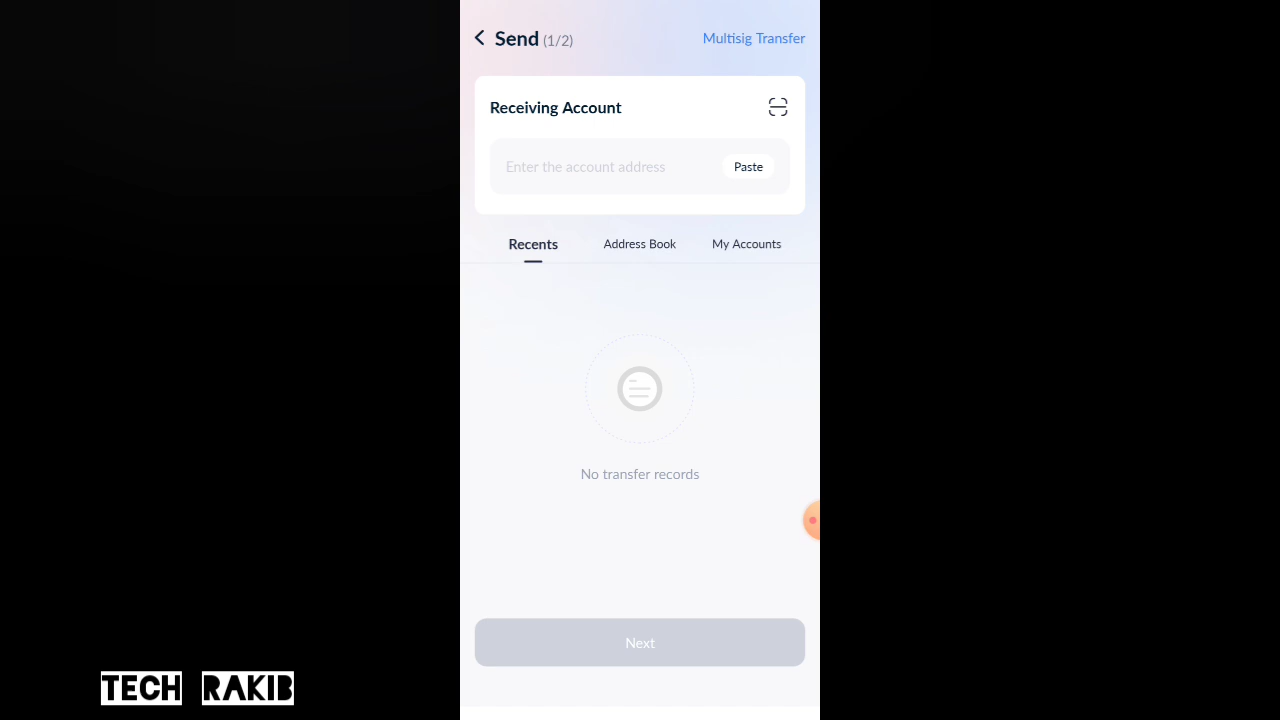 Send (1/2)
Multisig Transfer
Receiving Account
Enter the account address
Paste
Recents
Address Book
My Accounts
No transfer records
Next
TECH RAKIB